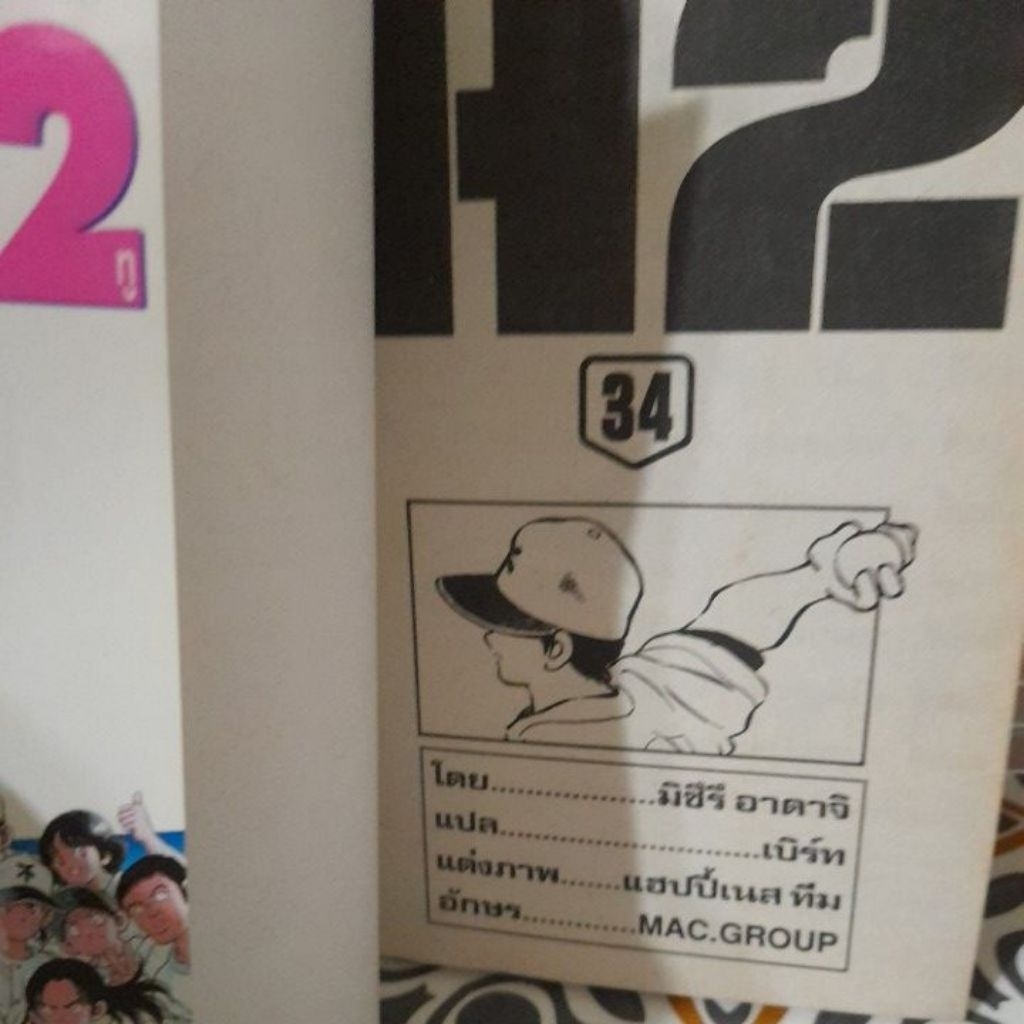 2
H2
34
โดย...................มิซึรึ อาดาจิ
แปล..............................เบิร์ท
แต่งภาพ.......แฮปปี้เนส ทีม
อักษร.............MAC.GROUP